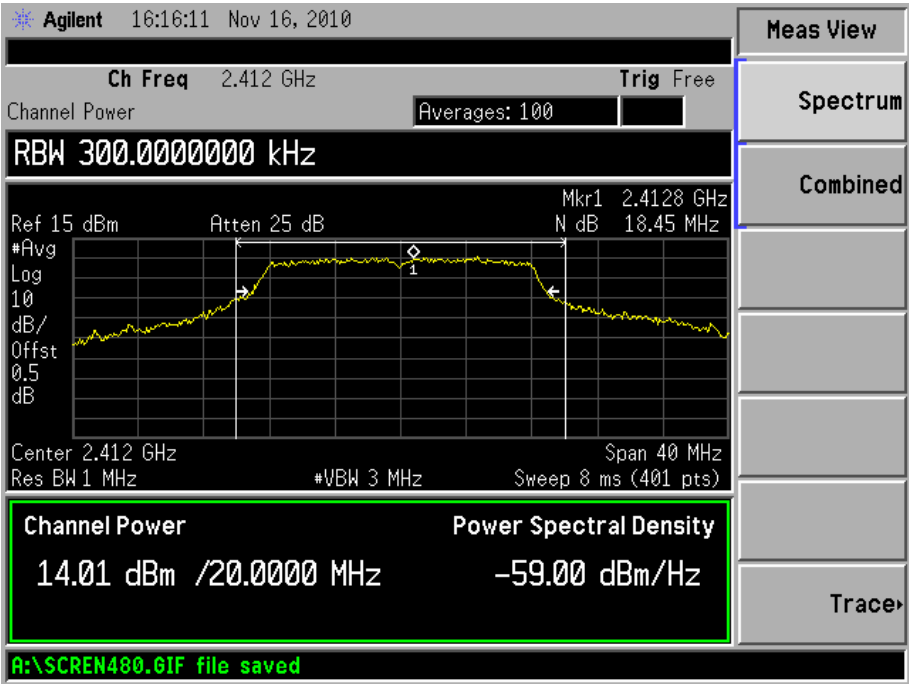 Agilent 16:16:11 Nov 16, 2010
Meas View
Ch Freq 2.412 GHz Trig Free
Channel Power Averages: 100
Spectrum
RBW 300.0000000 kHz
Combined
Mkr1 2.4128 GHz
Ref 15 dBm Atten 25 dB N dB 18.45 MHz
#Avg
Log
10
dB/
Offst
0.5
dB
1
Center 2.412 GHz Span 40 MHz
Res BW 1 MHz #VBW 3 MHz Sweep 8 ms (401 pts)
Channel Power Power Spectral Density
14.01 dBm /20.0000 MHz -59.00 dBm/Hz
Trace
A:\SCREN480.GIF file saved